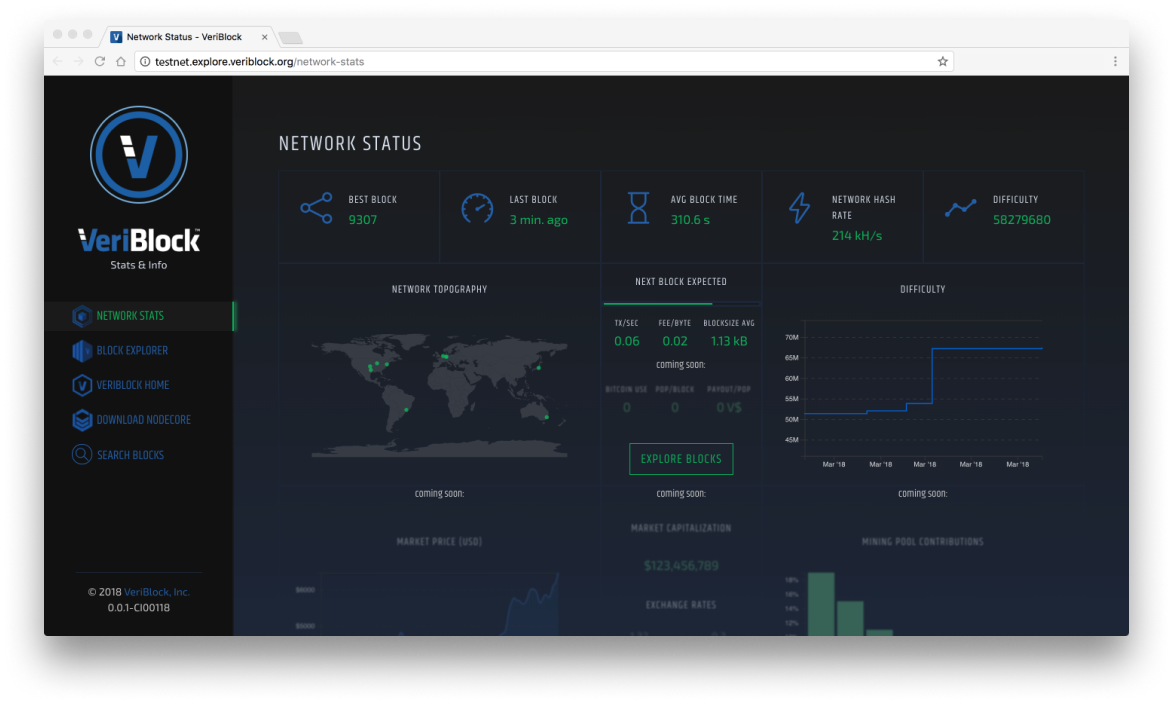 Network Status - VeriBlock
testnet.explore.veriblock.org/network-stats
VeriBlock™
Stats & Info
NETWORK STATS
BLOCK EXPLORER
VERIBLOCK HOME
DOWNLOAD NODECORE
SEARCH BLOCKS
© 2018 VeriBlock, Inc.
0.0.1-CI00118
NETWORK STATUS
BEST BLOCK
9307
LAST BLOCK
3 min. ago
AVG BLOCK TIME
310.6 s
NETWORK HASH
RATE
214 kH/s
DIFFICULTY
58279680
NETWORK TOPOGRAPHY
NEXT BLOCK EXPECTED
TX/SEC FEE/BYTE BLOCKSIZE AVG
0.06 0.02 1.13 kB
coming soon:
BITCOIN USE POP/BLOCK PAYOUT/POP
0 0 0 V$
EXPLORE BLOCKS
DIFFICULTY
70M
65M
60M
55M
50M
45M
Mar '18 Mar '18 Mar '18 Mar '18 Mar '18
coming soon:
MARKET PRICE (USD)
$6000
$5000
coming soon:
MARKET CAPITALIZATION
$123,456,789
EXCHANGE RATES
coming soon:
MINING POOL CONTRIBUTIONS
18%
16%
14%
12%